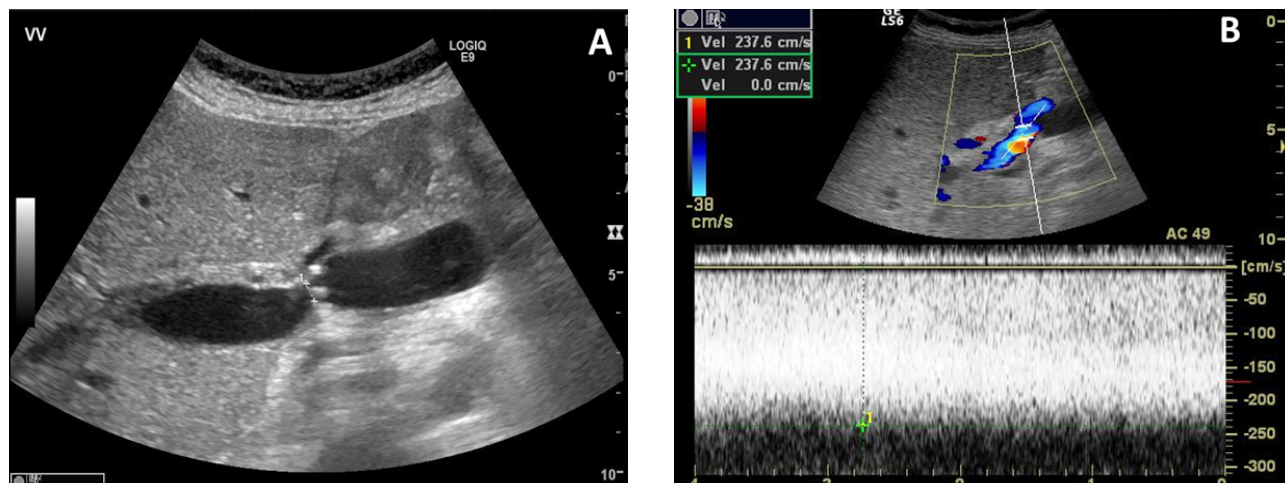 VV
A
LOGIQ
E9
0
5
10
GE
LS6
B
1 Vel 237.6 cm/s
Vel 237.6 cm/s
Vel 0.0 cm/s
-38
cm/s
0
5
10
AC 49
[cm/s]
-50
-100
-150
-200
-250
-300
1